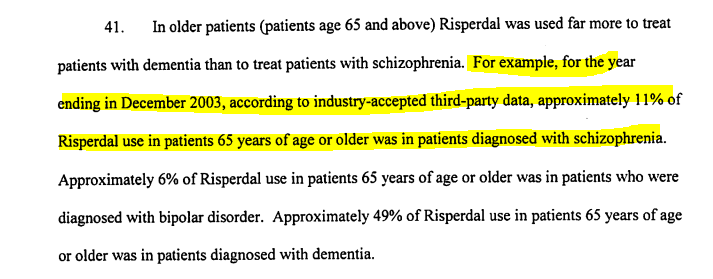 41. In older patients (patients age 65 and above) Risperdal was used far more to treat
patients with dementia than to treat patients with schizophrenia. For example, for the year
ending in December 2003, according to industry-accepted third-party data, approximately 11% of
Risperdal use in patients 65 years of age or older was in patients diagnosed with schizophrenia.
Approximately 6% of Risperdal use in patients 65 years of age or older was in patients who were
diagnosed with bipolar disorder. Approximately 49% of Risperdal use in patients 65 years of age
or older was in patients diagnosed with dementia.